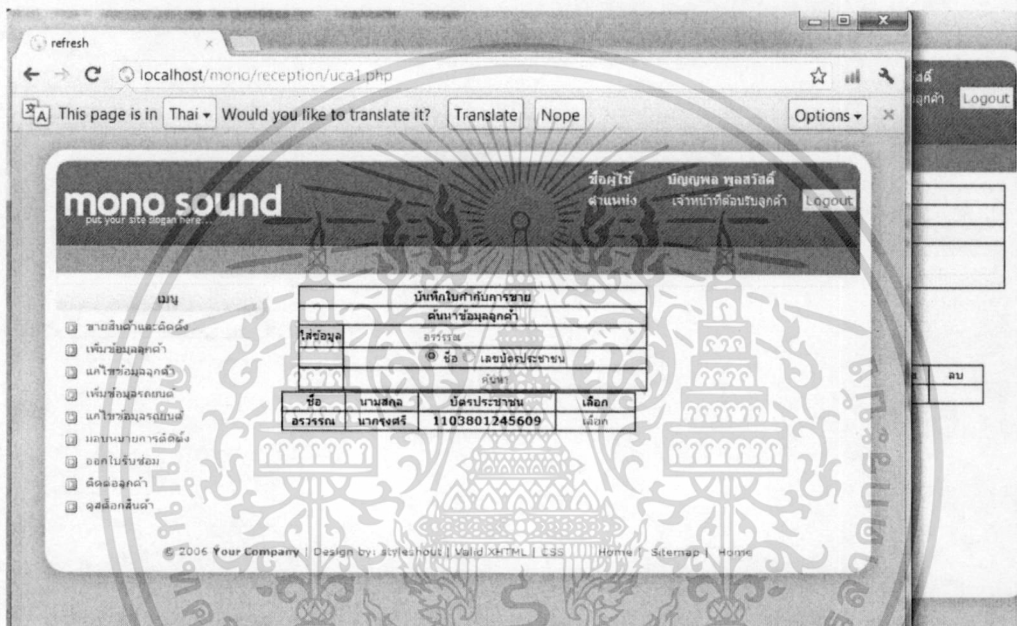 refresh
localhost/mono/reception/uca1.php
This page is in Thai Would you like to translate it? Translate Nope Options
mono sound
put your site slogan here...
ชื่อผู้ใช้ บัญญพล พูลสวัสดิ์
ตำแหน่ง เจ้าหน้าที่ต้อนรับลูกค้า Logout
Logout
เมนู
ขายสินค้าและติดตั้ง
เพิ่มข้อมูลลูกค้า
แก้ไขข้อมูลลูกค้า
เพิ่มข้อมูลรถยนต์
แก้ไขข้อมูลรถยนต์
มอบหมายการติดตั้ง
ออกใบรับซ่อม
ติดต่อลูกค้า
ดูสต็อกสินค้า
บันทึกใบกำกับการขาย
ค้นหาข้อมูลลูกค้า
ใส่ข้อมูล อรวรรณ
ชื่อ เลขบัตรประชาชน
ค้นหา
ชื่อ นามสกุล บัตรประชาชน เลือก
อรวรรณ นากรุงศรี 1103801245609 เลือก
ลบ
© 2006 Your Company | Design by: styleshout | Valid XHTML | CSS Home | Sitemap | Home